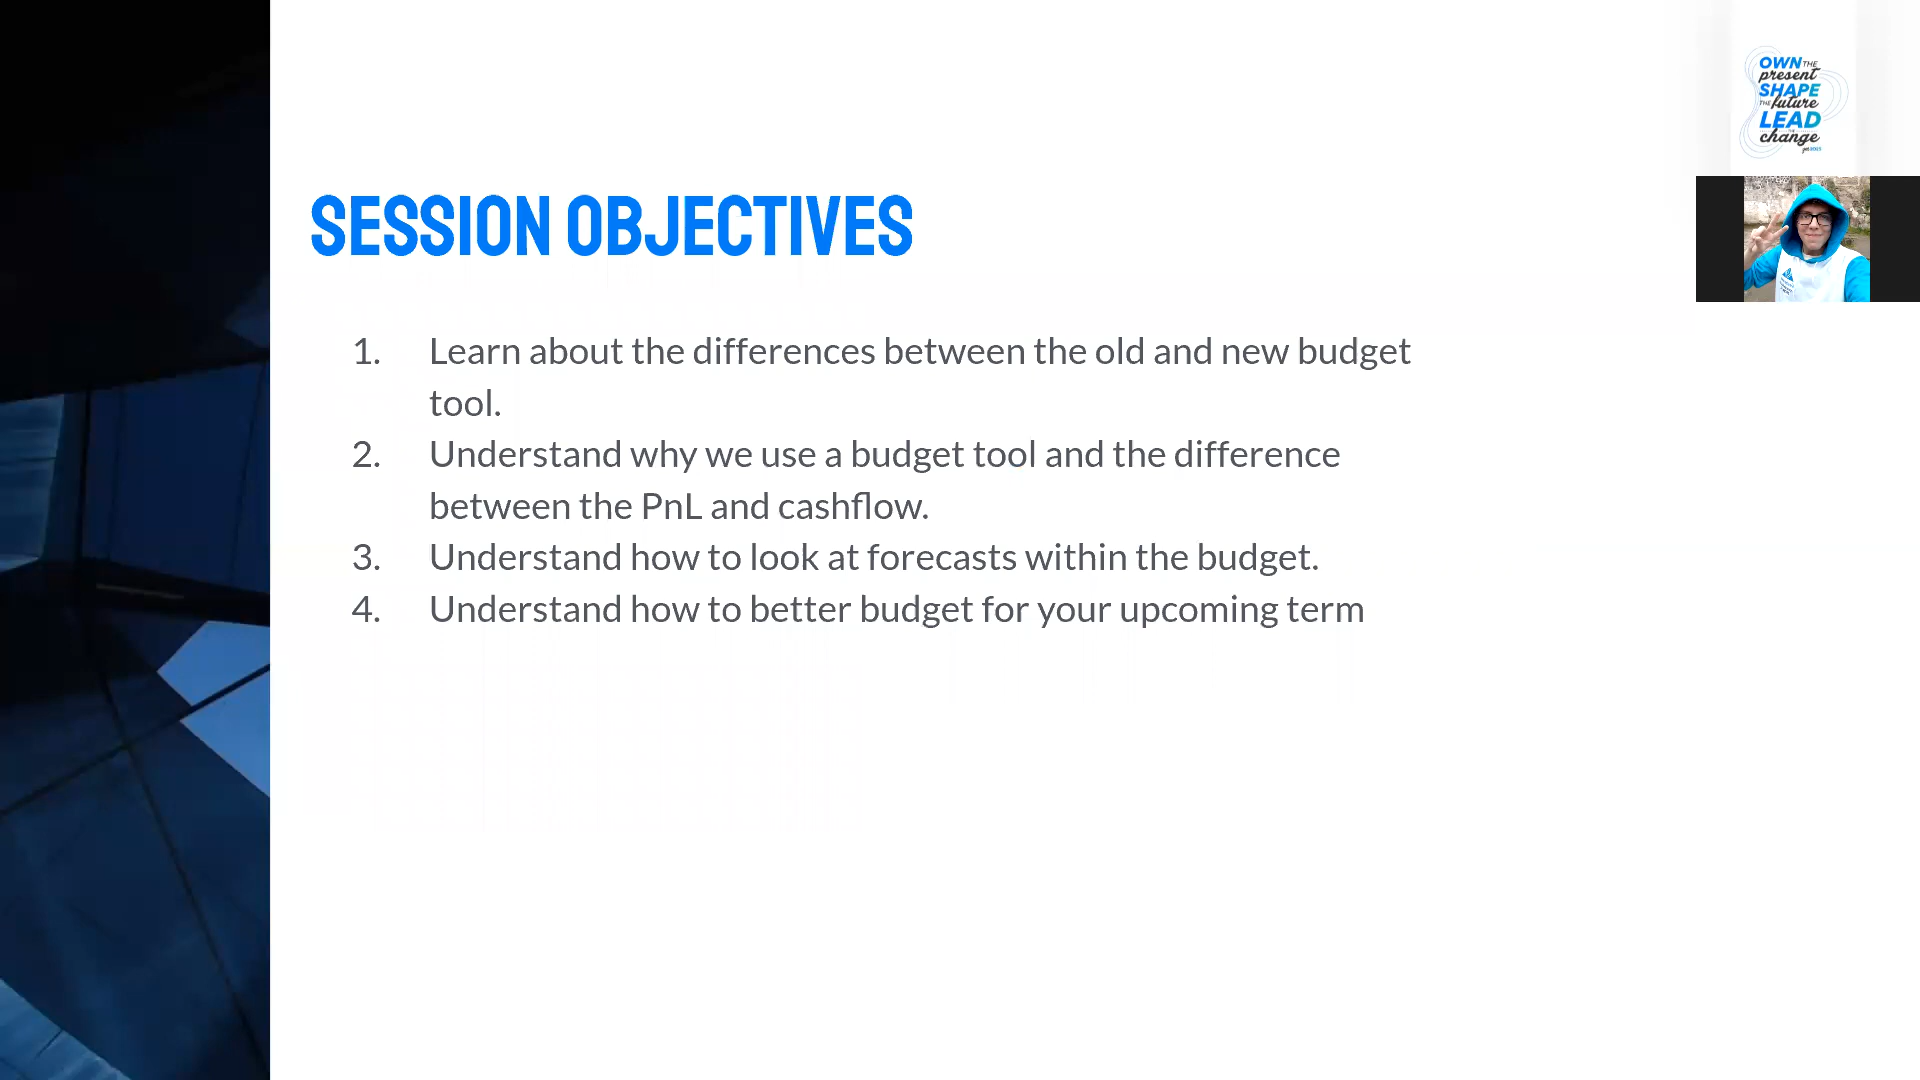 OWN THE
present
SHAPE
THE future
LEAD
change
SESSION OBJECTIVES
1. Learn about the differences between the old and new budget
tool.
2. Understand why we use a budget tool and the difference
between the PnL and cashflow.
3. Understand how to look at forecasts within the budget.
4. Understand how to better budget for your upcoming term